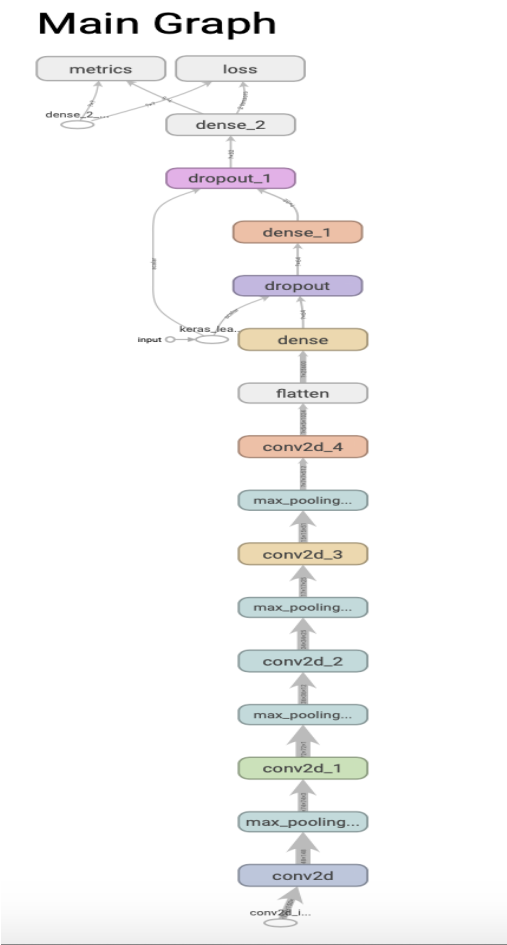 Main Graph
metrics
loss
dense_2_...
dense_2
dropout_1
dense_1
dropout
keras_lea...
input
dense
flatten
conv2d_4
max_pooling...
conv2d_3
max_pooling...
conv2d_2
max_pooling...
conv2d_1
max_pooling...
conv2d
conv2d_i...